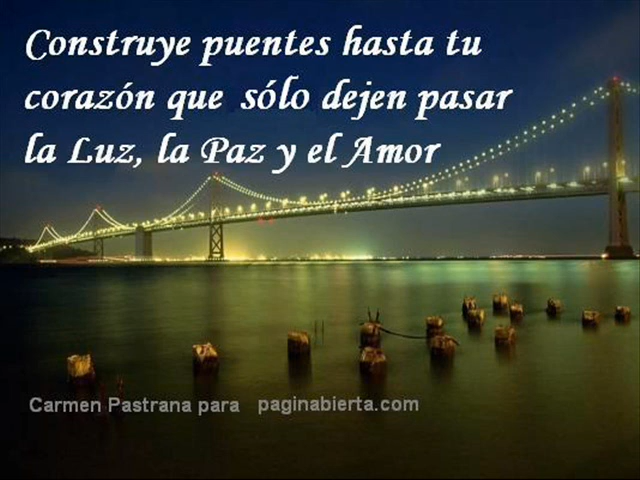 Construye puentes hasta tu
corazón que sólo dejen pasar
la Luz, la Paz y el Amor
Carmen Pastrana para paginabierta.com